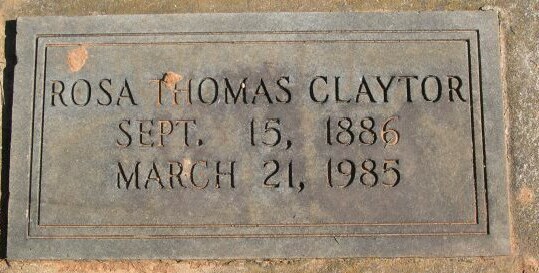 ROSA THOMAS CLAYTOR
SEPT. 15, 1886
MARCH 21, 1985